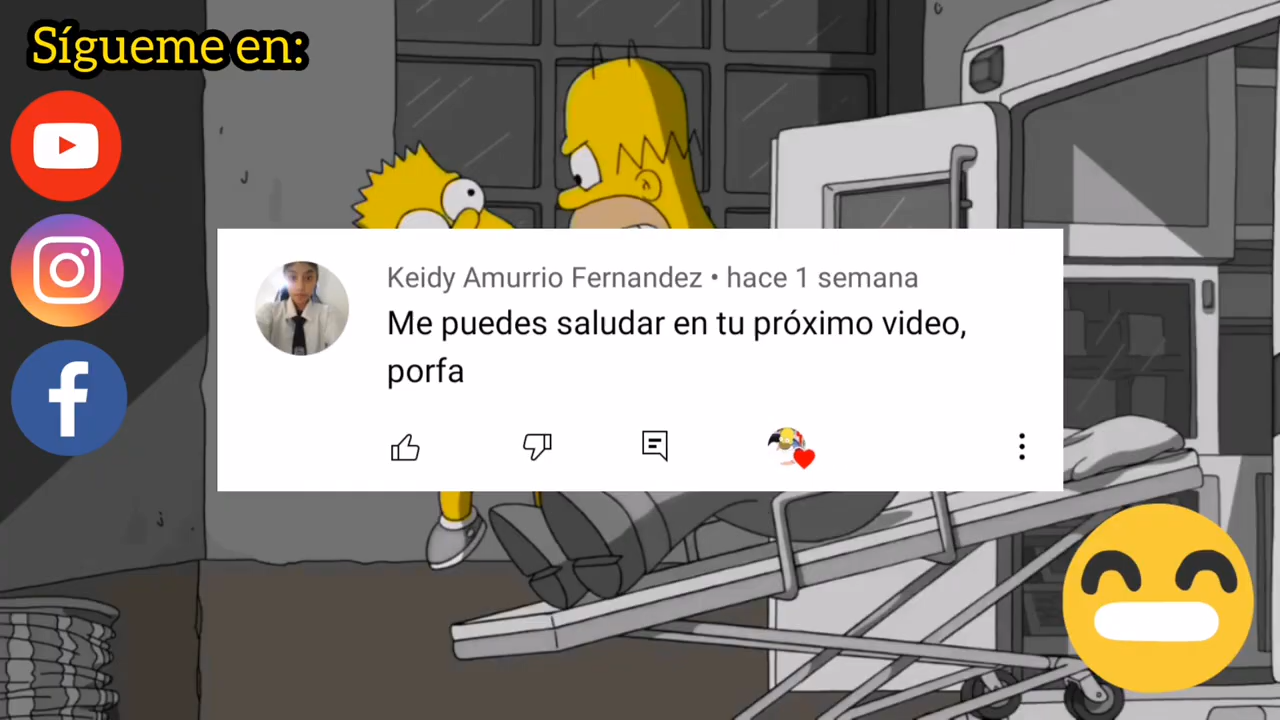 Sígueme en:
Keidy Amurrio Fernandez • hace 1 semana
Me puedes saludar en tu próximo video,
porfa